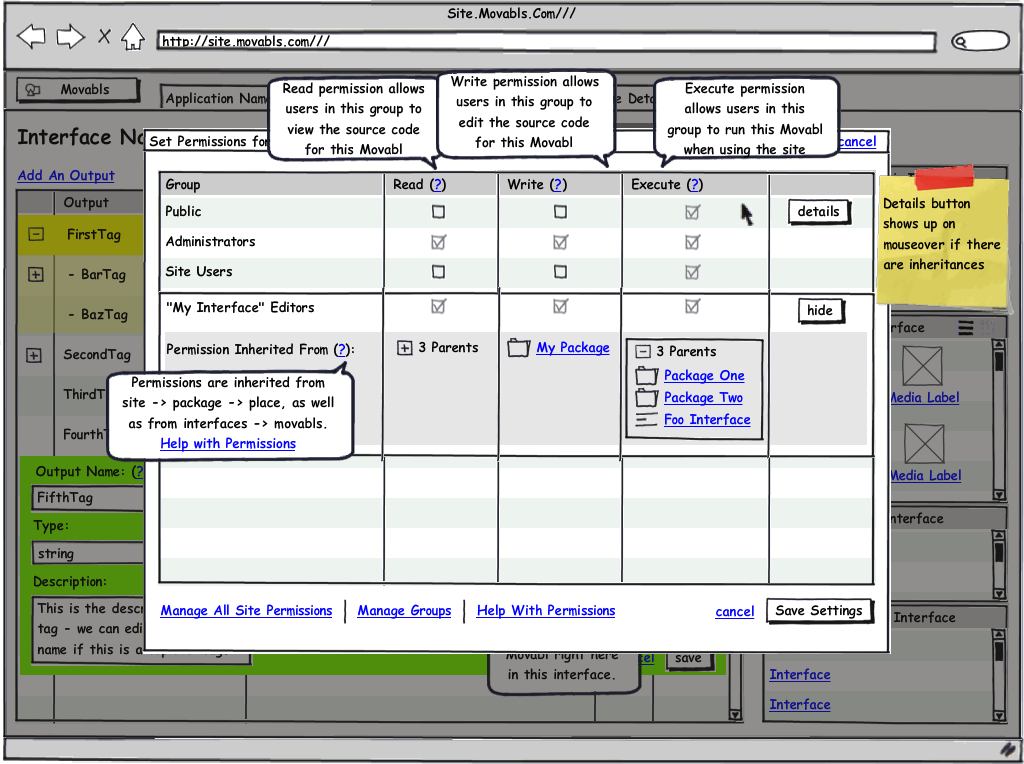 Site.Movabls.Com///
http://site.movabls.com///
Movabls
Application Nam
Read permission allows
users in this group to
view the source code
for this Movabl
Write permission allows
users in this group to
edit the source code
for this Movabl
Execute permission
allows users in this
group to run this Movabl
when using the site
Interface Na
Set Permissions for
cancel
Add An Output
Output
FirstTag
- BarTag
- BazTag
SecondTag
ThirdT
FourthT
Group
Read (?)
Write (?)
Execute (?)
Public
details
Administrators
Site Users
"My Interface" Editors
hide
Permission Inherited From (?):
3 Parents
My Package
3 Parents
Package One
Package Two
Foo Interface
Permissions are inherited from
site -> package -> place, as well
as from interfaces -> movabls.
Help with Permissions
Details button
shows up on
mouseover if there
are inheritances
rface
Media Label
Media Label
nterface
Interface
Interface
Interface
Output Name: (?
FifthTag
Type:
string
Description:
This is the descr
tag - we can edi
name if this is a
Manage All Site Permissions
Manage Groups
Help With Permissions
cancel
Save Settings
Movabl right here
in this interface.
cel
save